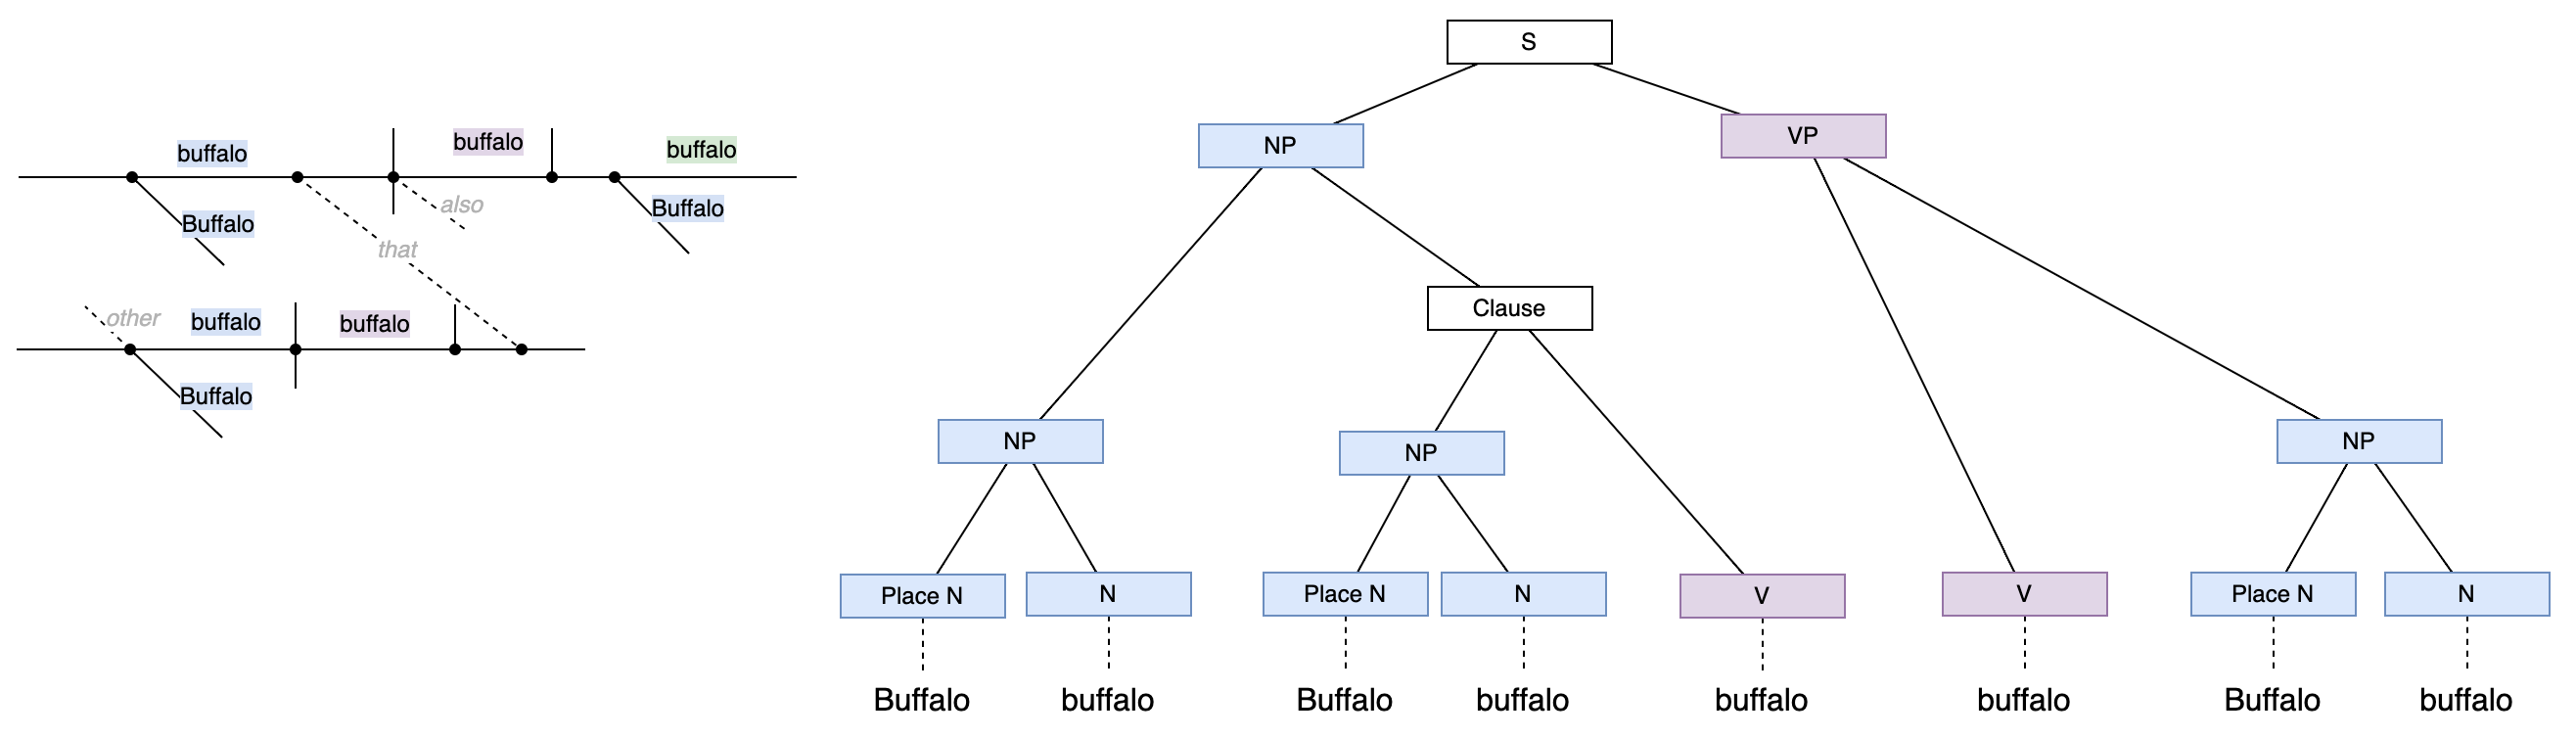 buffalo buffalo buffalo
Buffalo also Buffalo
that
other buffalo buffalo
Buffalo
S
NP VP
Clause
NP NP NP
Place N N Place N N V V Place N N
Buffalo buffalo Buffalo buffalo buffalo buffalo Buffalo buffalo